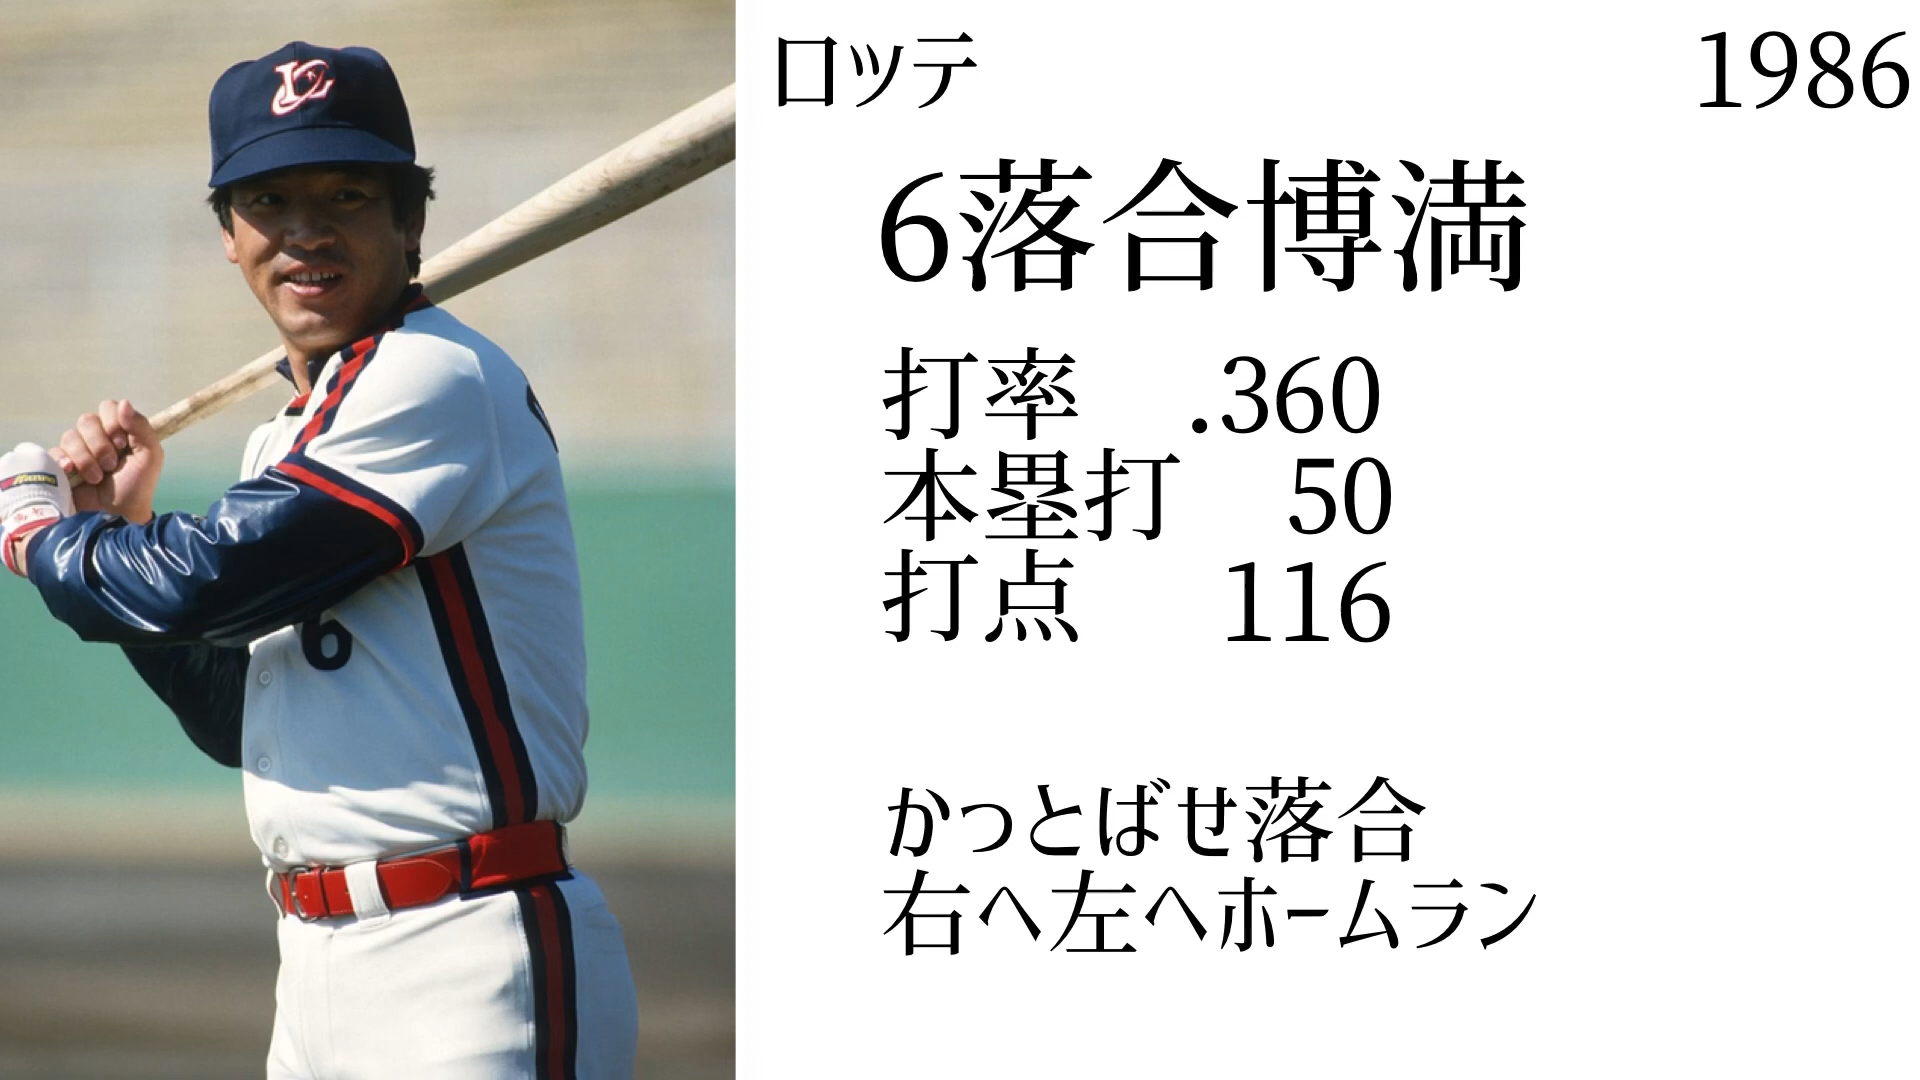 ロッテ 1986
6落合博満
打率 .360
本塁打 50
打点 116
かっとばせ落合
右へ左へホームラン
6